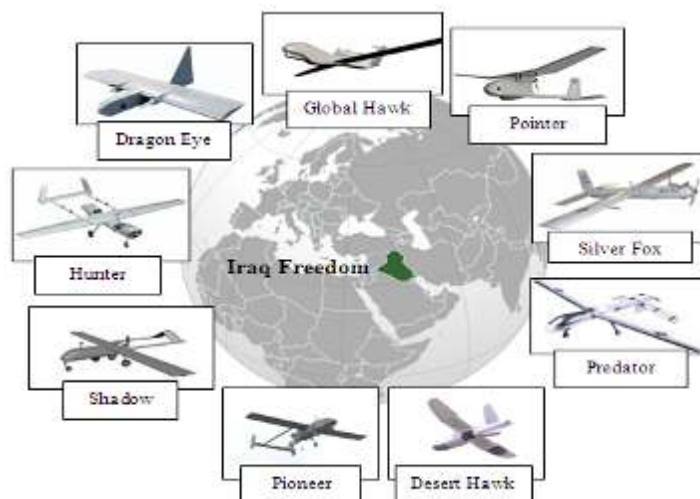 Global Hawk
Dragon Eye
Pointer
Silver Fox
Hunter
Iraq Freedom
Predator
Shadow
Pioneer
Desert Hawk